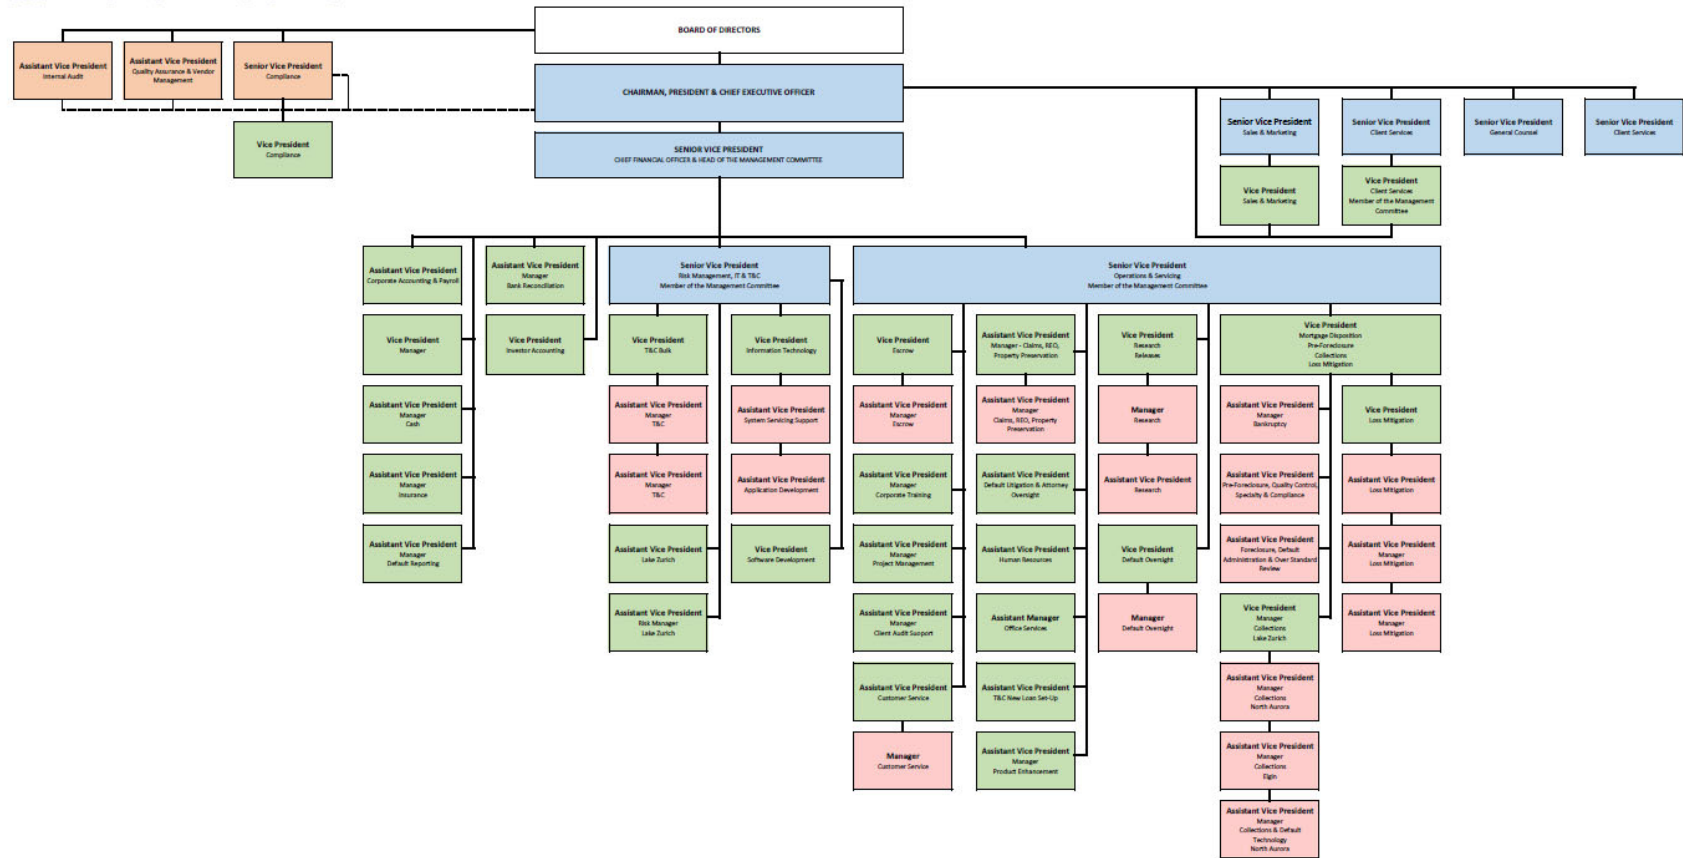 BOARD OF DIRECTORS
Assistant Vice President
Internal Audit
Assistant Vice President
Quality Assurance & Vendor
Management
Senior Vice President
Compliance
CHAIRMAN, PRESIDENT & CHIEF EXECUTIVE OFFICER
Senior Vice President
Sales & Marketing
Senior Vice President
Client Services
Senior Vice President
General Counsel
Senior Vice President
Client Services
Vice President
Compliance
SENIOR VICE PRESIDENT
CHIEF FINANCIAL OFFICER & HEAD OF THE MANAGEMENT COMMITTEE
Vice President
Sales & Marketing
Vice President
Client Services
Member of the Management
Committee
Assistant Vice President
Corporate Accounting & Payroll
Assistant Vice President
Manager
Bank Reconciliation
Senior Vice President
Risk Management, IT & T&C
Member of the Management Committee
Senior Vice President
Operations & Servicing
Member of the Management Committee
Vice President
Manager
Vice President
Investor Accounting
Vice President
T&C Bulk
Vice President
Information Technology
Vice President
Escrow
Assistant Vice President
Manager - Claims, REO,
Property Preservation
Vice President
Research
Releases
Vice President
Mortgage Disposition
Pre-Foreclosure
Collections
Loss Mitigation
Assistant Vice President
Manager
Cash
Assistant Vice President
Manager
T&C
Assistant Vice President
System Servicing Support
Assistant Vice President
Manager
Escrow
Assistant Vice President
Manager
Claims, REO, Property
Preservation
Manager
Research
Assistant Vice President
Manager
Bankruptcy
Vice President
Loss Mitigation
Assistant Vice President
Manager
Insurance
Assistant Vice President
Manager
T&C
Assistant Vice President
Application Development
Assistant Vice President
Manager
Corporate Training
Assistant Vice President
Default Litigation & Attorney
Oversight
Assistant Vice President
Research
Assistant Vice President
Pre-Foreclosure, Quality Control,
Specialty & Compliance
Assistant Vice President
Loss Mitigation
Assistant Vice President
Manager
Default Reporting
Assistant Vice President
Lake Zurich
Vice President
Software Development
Assistant Vice President
Manager
Project Management
Assistant Vice President
Human Resources
Vice President
Default Oversight
Assistant Vice President
Foreclosure, Default
Administration & Over Standard
Review
Assistant Vice President
Manager
Loss Mitigation
Assistant Vice President
Risk Manager
Lake Zurich
Assistant Vice President
Manager
Client Audit Support
Assistant Manager
Office Services
Manager
Default Oversight
Vice President
Manager
Collections
Lake Zurich
Assistant Vice President
Manager
Loss Mitigation
Assistant Vice President
Customer Service
Assistant Vice President
T&C New Loan Set-Up
Assistant Vice President
Manager
Collections
North Aurora
Manager
Customer Service
Assistant Vice President
Manager
Product Enhancement
Assistant Vice President
Manager
Collections
Elgin
Assistant Vice President
Manager
Collections & Default
Technology
North Aurora